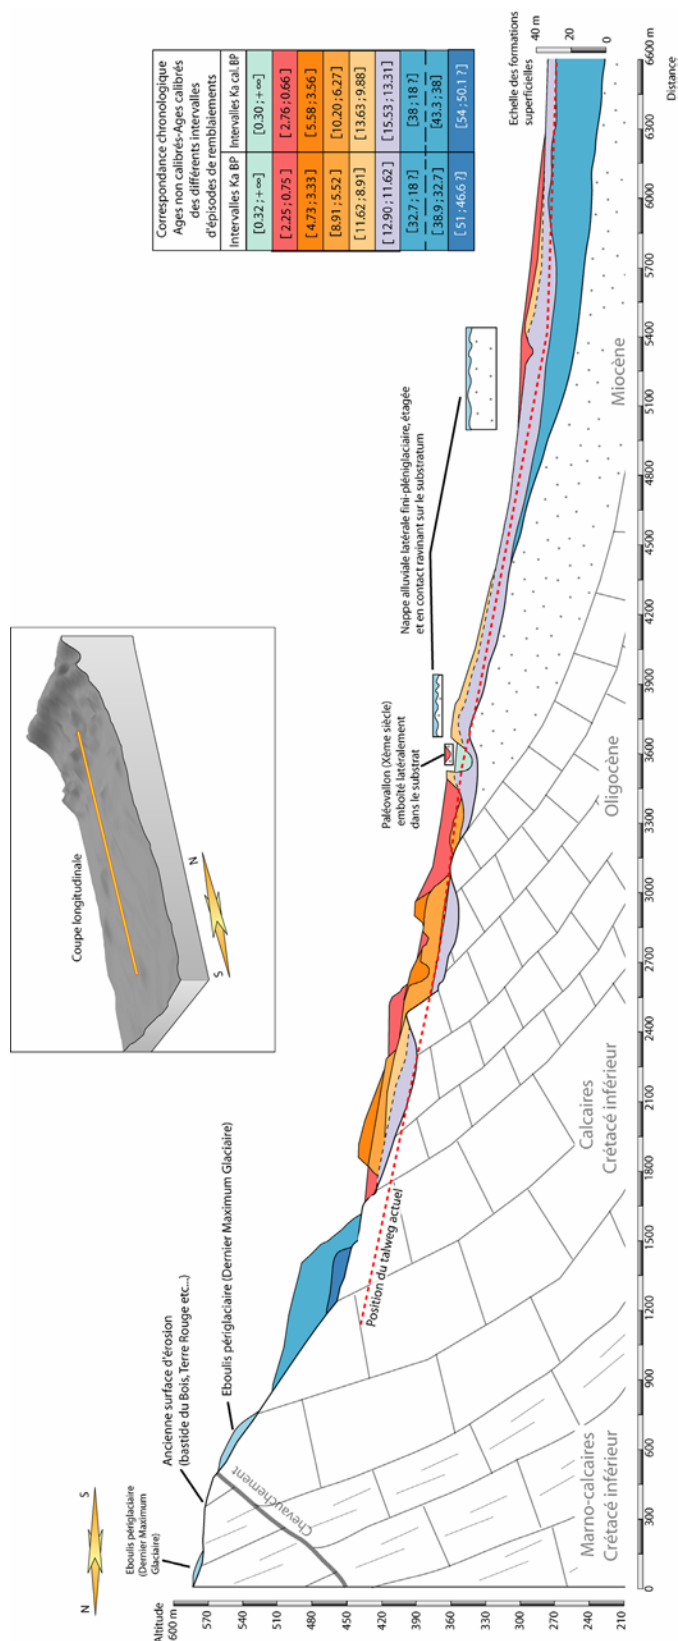 Correspondance chronologique
Ages non calibrés-Ages calibrés
des différents intervalles
d'épisodes de remblaiements
Intervalles Ka BP | Intervalles Ka cal. BP
[0.32 ; +∞] | [0.30 ; +∞]
[2.25 ; 0.75 ] | [ 2.76 ; 0.66 ]
[ 4.73 ; 3.33 ] | [ 5.58 ; 3.56 ]
[ 8.91 ; 5.52 ] | [ 10.20 ; 6.27 ]
[ 11.62 ; 8.91 ] | [ 13.63 ; 9.88 ]
[ 12.90 ; 11.62 ] | [ 15.53 ; 13.31 ]
[32.7 ; 18 ? ] | [38 ; 18 ? ]
[38.9 ; 32.7 ] | [43.3 ; 38 ]
[ 51 ; 46.6 ? ] | [54 ; 50.1 ? ]
Coupe longitudinale
S
N
N
S
Altitude
600 m
570
540
510
480
450
420
390
360
330
300
270
240
210
Eboulis périglaciaire
(Dernier Maximum
Glaciaire)
Ancienne surface d'érosion
(bastide du Bois, Terre Rouge etc...)
Eboulis périglaciaire (Dernier Maximum Glaciaire)
Chevauchement
Position du talweg actuel
Paléovallon (Xème siècle)
emboîté latéralement
dans le substrat
Nappe alluviale latérale fini-pléniglaciaire, étagée
et en contact ravinant sur le substratum
Echelle des formations
superficielles
40 m
20
0
Marno-calcaires
Crétacé inférieur
Calcaires
Crétacé inférieur
Oligocène
Miocène
0
300
600
900
1200
1500
1800
2100
2400
2700
3000
3300
3600
3900
4200
4500
4800
5100
5400
5700
6000
6300
6600 m
Distance